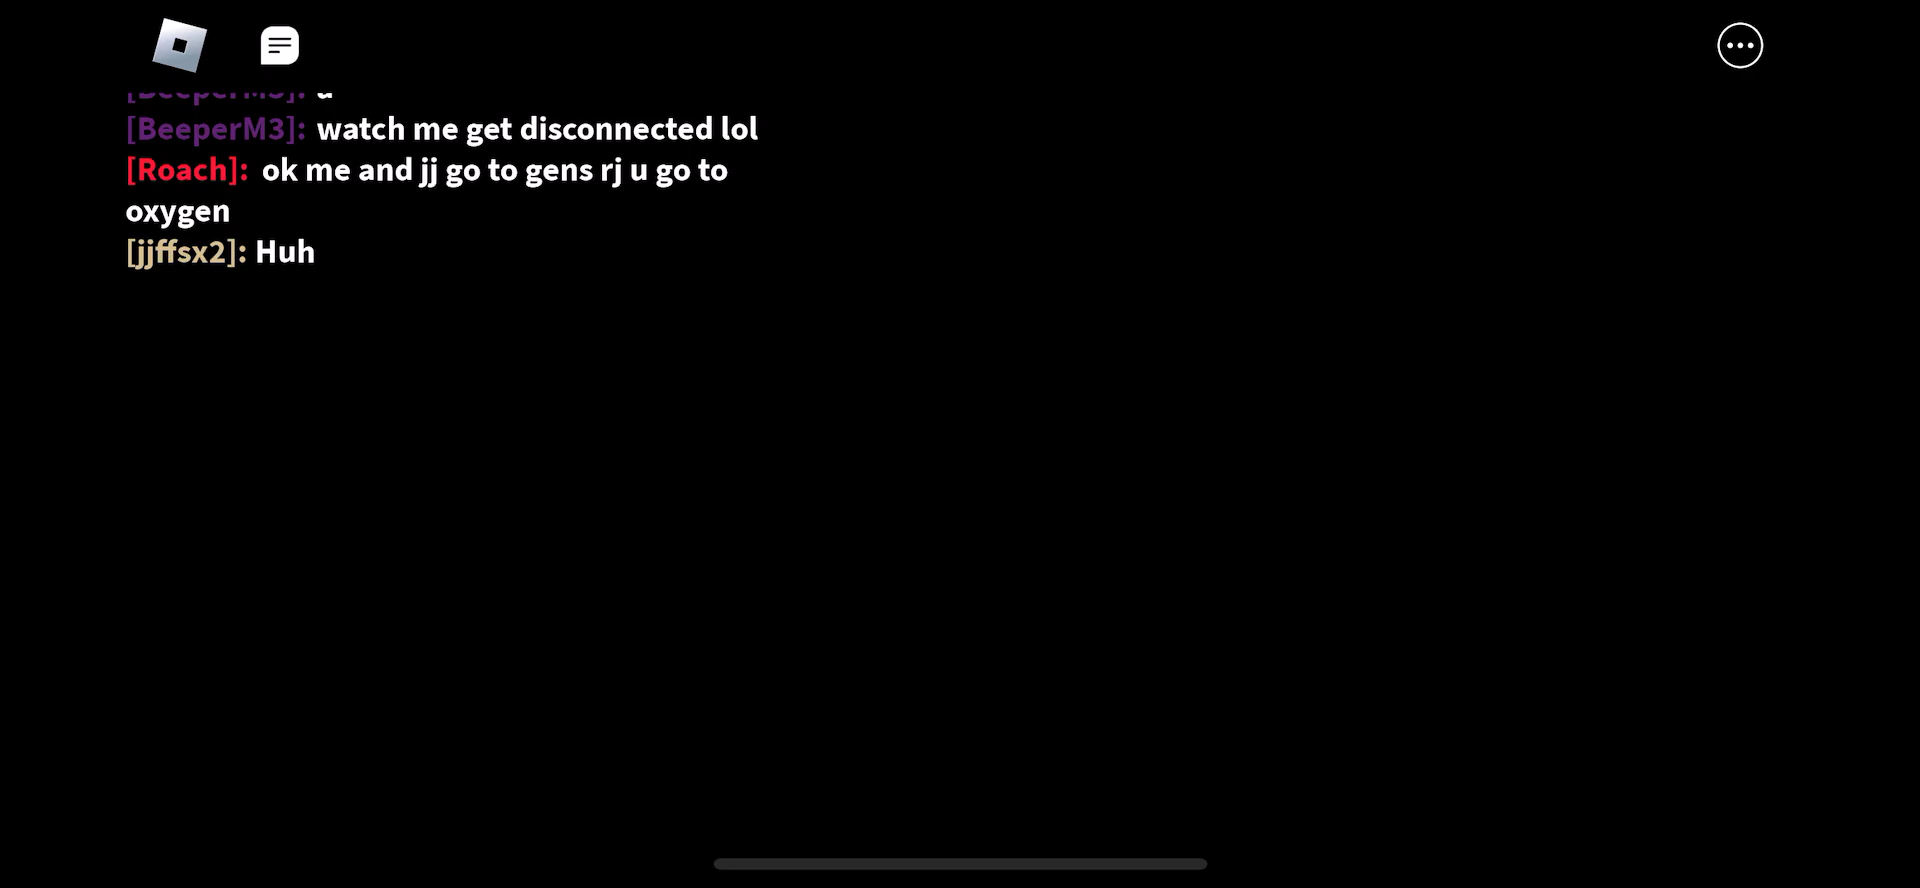 [BeeperM3]:
[BeeperM3]: watch me get disconnected lol
[Roach]: ok me and jj go to gens rj u go to
oxygen
[jjffsx2]: Huh